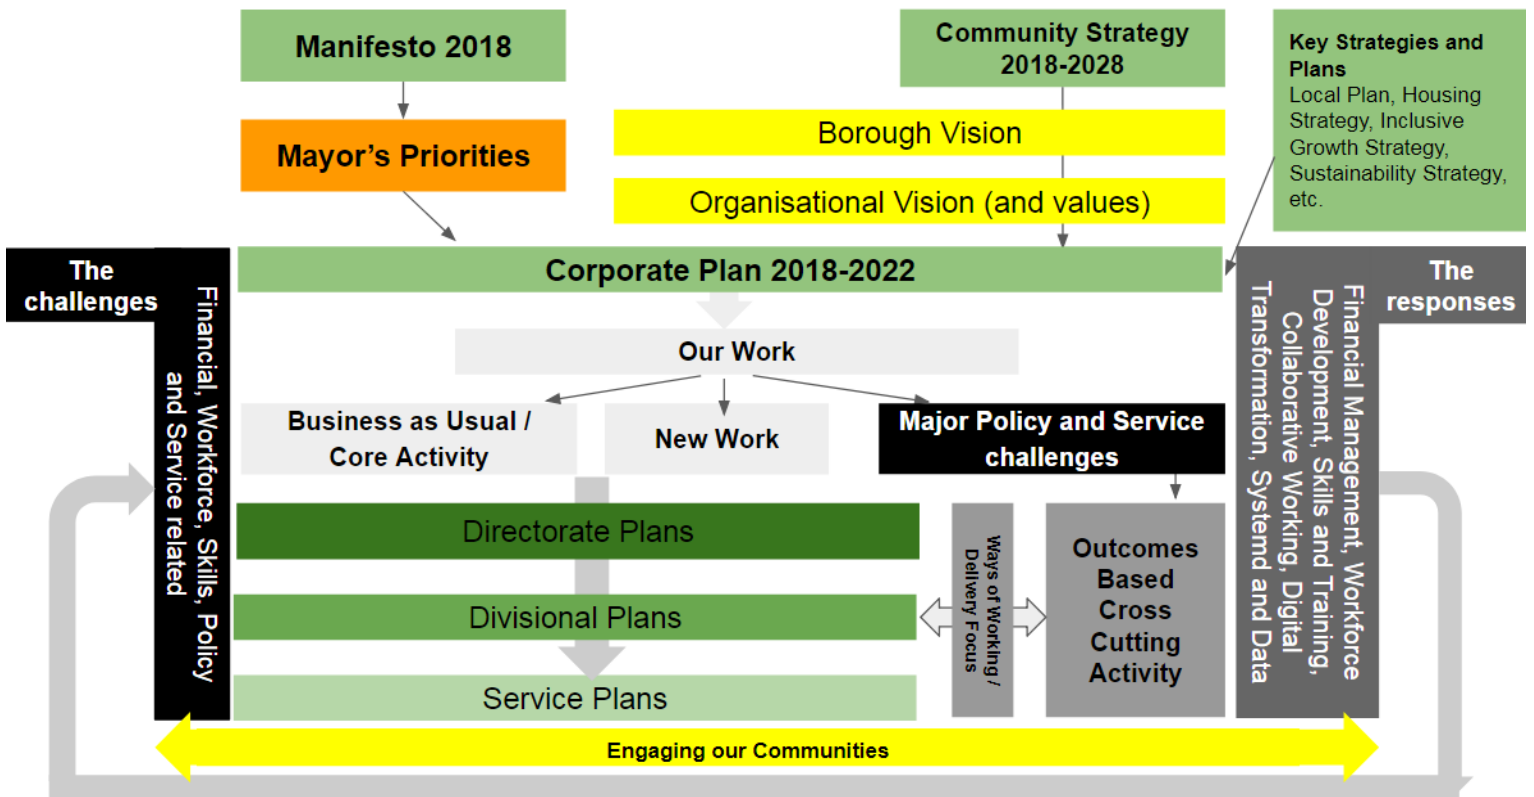 Manifesto 2018
Community Strategy
2018-2028
Key Strategies and
Plans
Local Plan, Housing
Strategy, Inclusive
Growth Strategy,
Sustainability Strategy,
etc.
Mayor’s Priorities
Borough Vision
Organisational Vision (and values)
The
challenges
Financial, Workforce, Skills, Policy
and Service related
Corporate Plan 2018-2022
The
responses
Financial Management, Workforce
Development, Skills and Training,
Collaborative Working, Digital
Transformation, Systemd and Data
Our Work
Business as Usual /
Core Activity
New Work
Major Policy and Service
challenges
Directorate Plans
Divisional Plans
Service Plans
Ways of Working /
Delivery Focus
Outcomes
Based
Cross
Cutting
Activity
Engaging our Communities